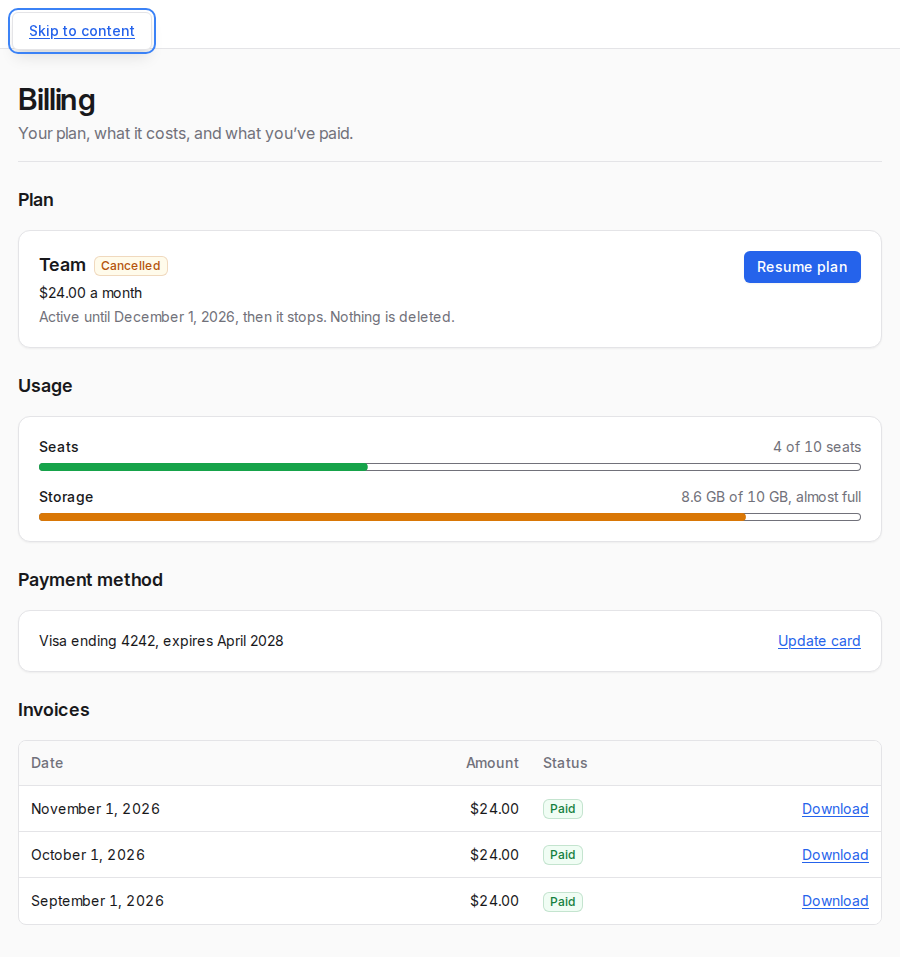 Skip to content
Billing
Your plan, what it costs, and what you’ve paid.
Plan
Team Cancelled
Resume plan
$24.00 a month
Active until December 1, 2026, then it stops. Nothing is deleted.
Usage
Seats 4 of 10 seats
Storage 8.6 GB of 10 GB, almost full
Payment method
Visa ending 4242, expires April 2028 Update card
Invoices
Date Amount Status
November 1, 2026 $24.00 Paid Download
October 1, 2026 $24.00 Paid Download
September 1, 2026 $24.00 Paid Download